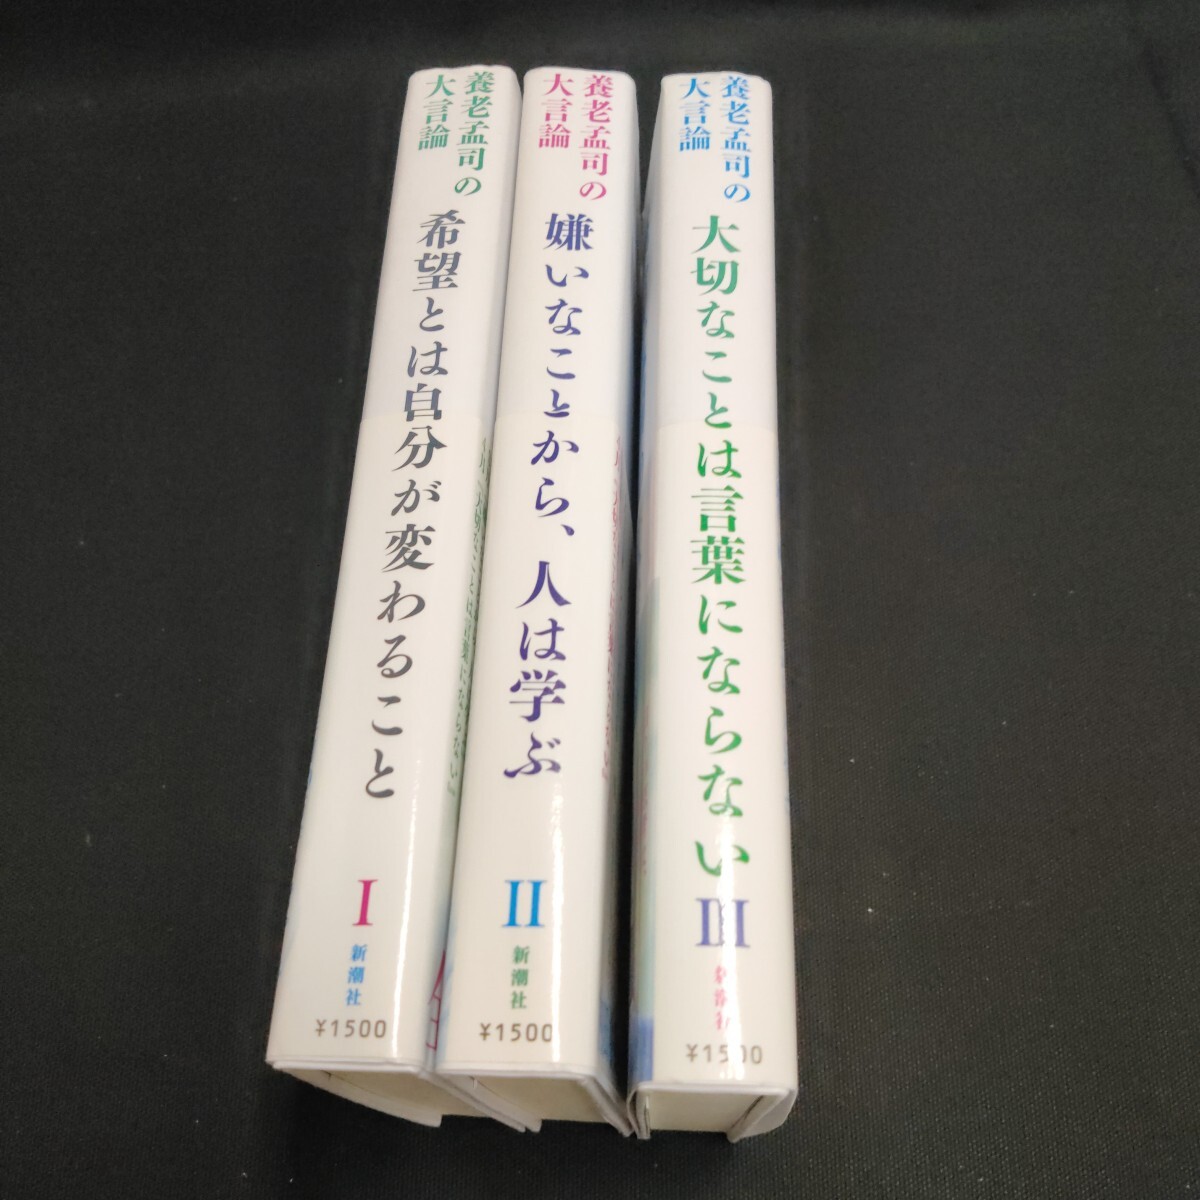 養老孟司の
大言論
希望とは自分が変わること
I
新潮社
¥1500
養老孟司の
大言論
嫌いなことから、人は学ぶ
II
新潮社
¥1500
養老孟司の
大言論
大切なことは言葉にならない
III
新潮社
¥1500